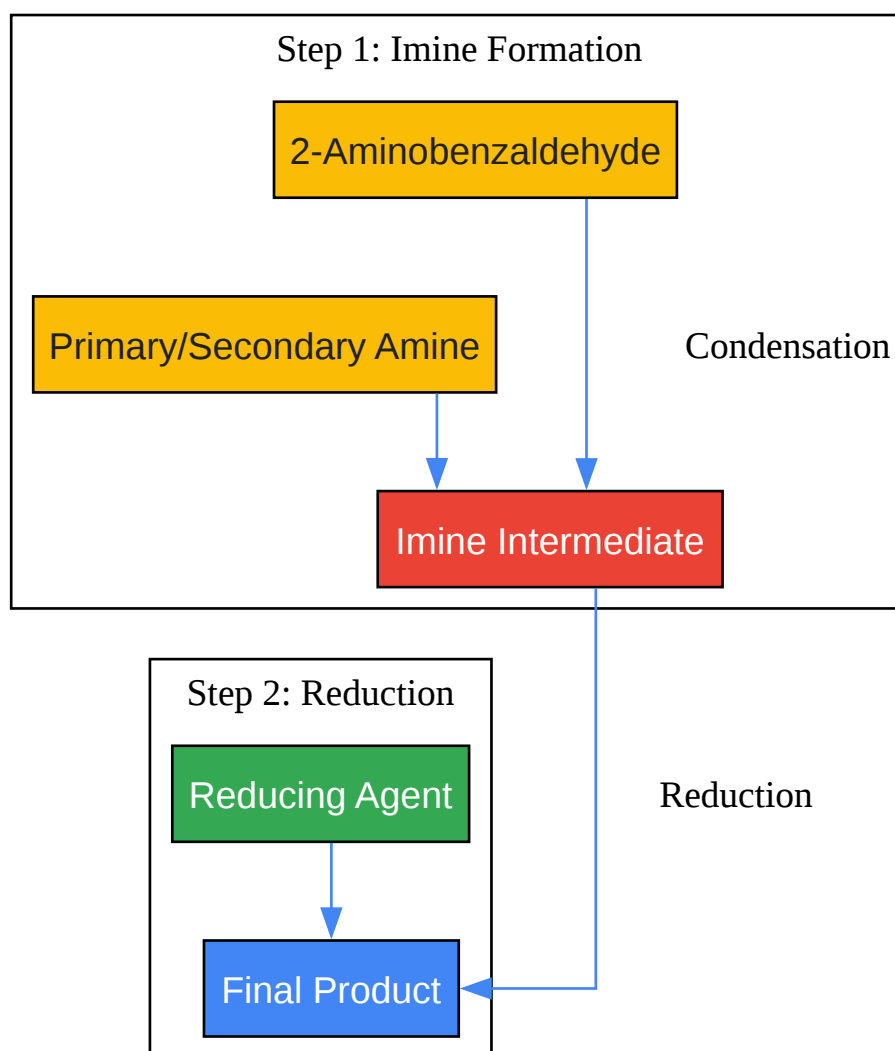 Step 1: Imine Formation
2-Aminobenzaldehyde
Primary/Secondary Amine
Condensation
Imine Intermediate
Step 2: Reduction
Reducing Agent
Reduction
Final Product